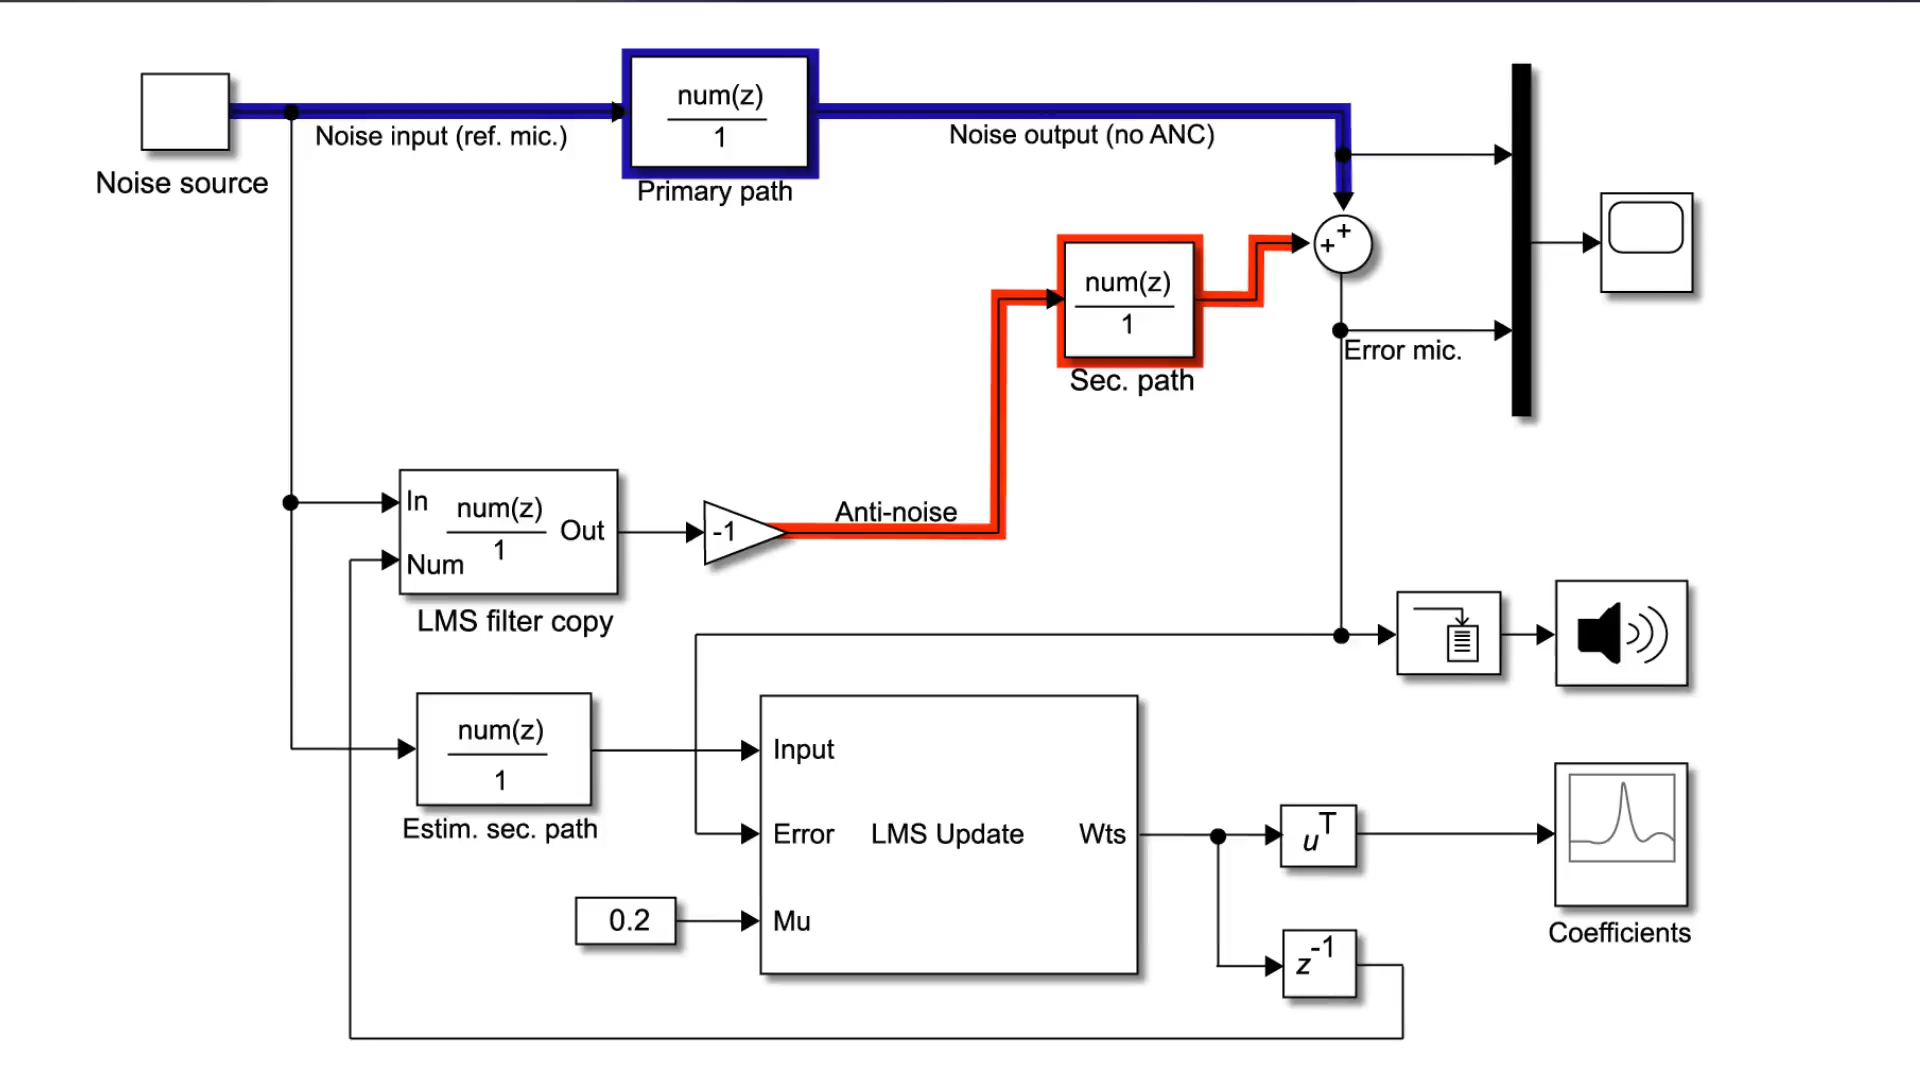 Noise source
Noise input (ref. mic.)
num(z)
1
Primary path
Noise output (no ANC)
+
+
num(z)
1
Sec. path
Error mic.
In
Num
num(z)
1
Out
LMS filter copy
-1
Anti-noise
num(z)
1
Estim. sec. path
Input
Error
Mu
LMS Update
Wts
0.2
u^T
z^-1
Coefficients